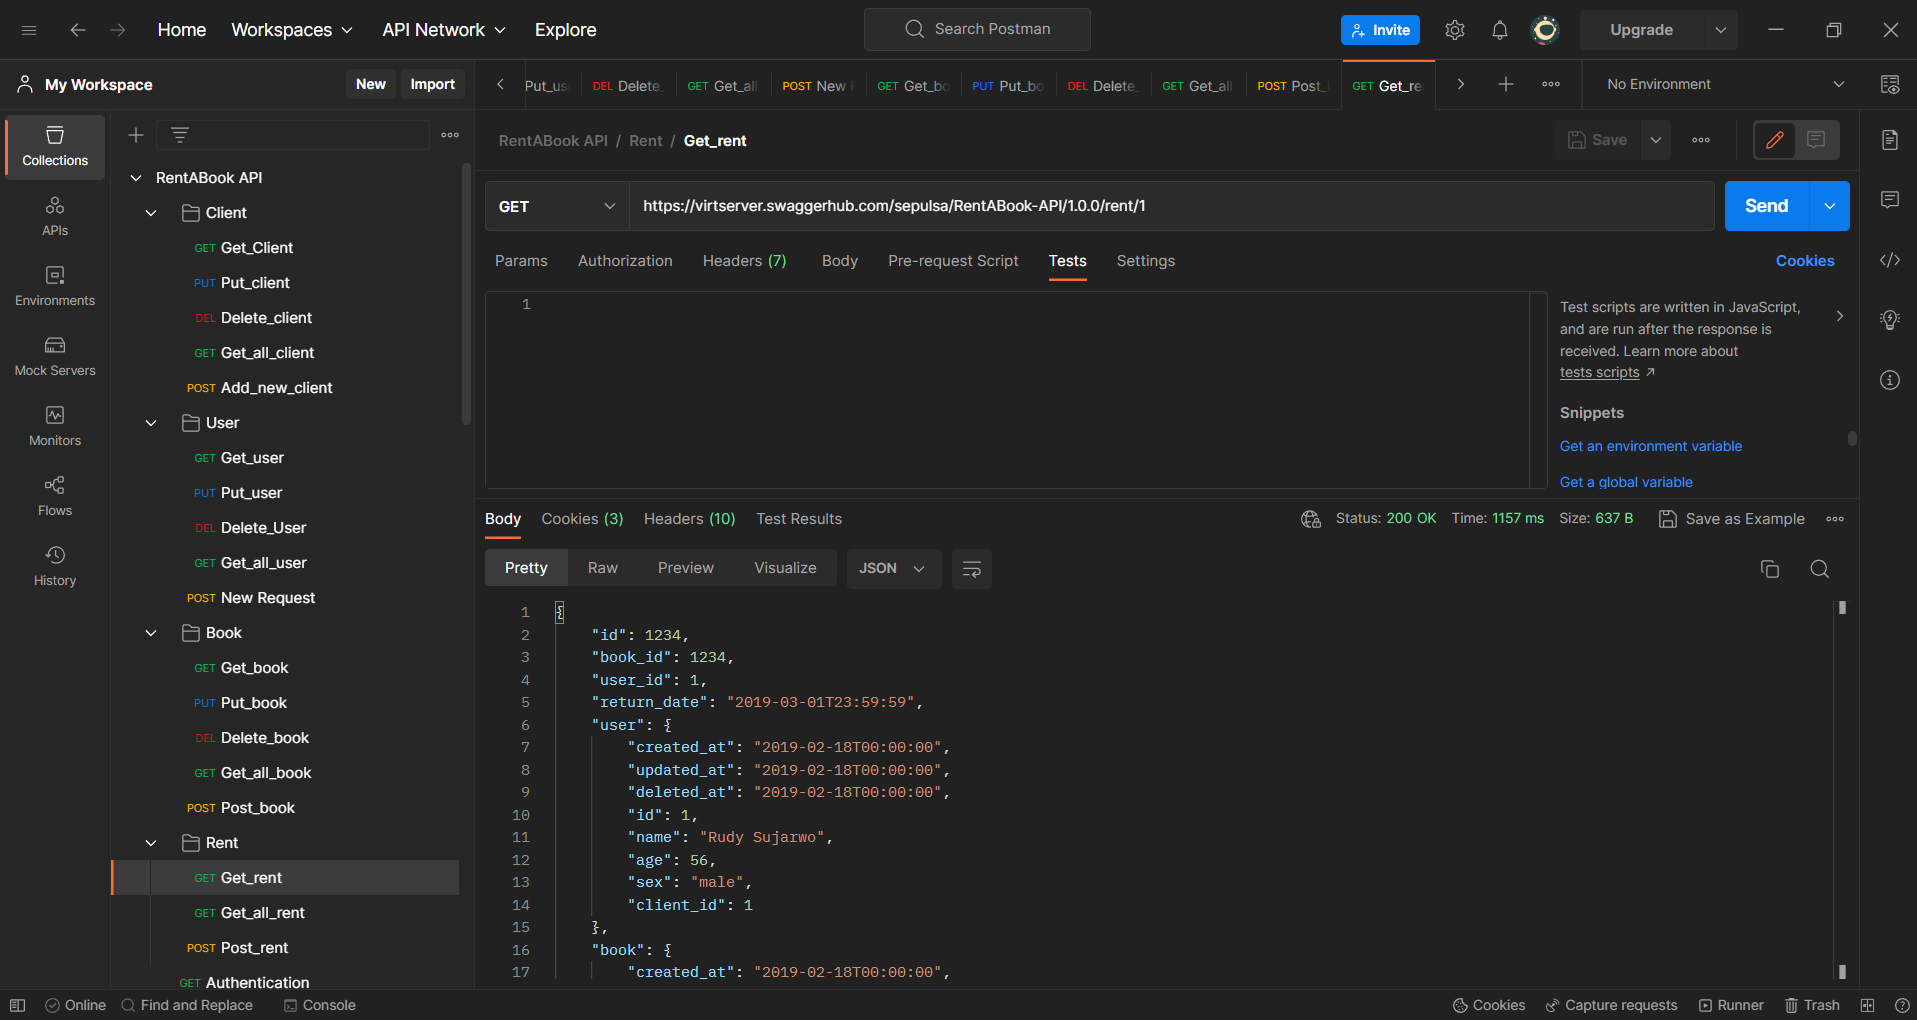 Home Workspaces API Network Explore Search Postman Invite Upgrade
My Workspace New Import
Put_us DEL Delete_ GET Get_all POST New GET Get_bo PUT Put_bo DEL Delete_ GET Get_all POST Post_ GET Get_re No Environment
Collections
APIs
Environments
Mock Servers
Monitors
Flows
History
RentABook API
Client
GET Get_Client
PUT Put_client
DEL Delete_client
GET Get_all_client
POST Add_new_client
User
GET Get_user
PUT Put_user
DEL Delete_User
GET Get_all_user
POST New Request
Book
GET Get_book
PUT Put_book
DEL Delete_book
GET Get_all_book
POST Post_book
Rent
GET Get_rent
GET Get_all_rent
POST Post_rent
GET Authentication
RentABook API / Rent / Get_rent Save
GET https://virtserver.swaggerhub.com/sepulsa/RentABook-API/1.0.0/rent/1 Send
Params Authorization Headers (7) Body Pre-request Script Tests Settings Cookies
1
Test scripts are written in JavaScript,
and are run after the response is
received. Learn more about
tests scripts ↗
Snippets
Get an environment variable
Get a global variable
Body Cookies (3) Headers (10) Test Results Status: 200 OK Time: 1157 ms Size: 637 B Save as Example
Pretty Raw Preview Visualize JSON
1 {
2 "id": 1234,
3 "book_id": 1234,
4 "user_id": 1,
5 "return_date": "2019-03-01T23:59:59",
6 "user": {
7 "created_at": "2019-02-18T00:00:00",
8 "updated_at": "2019-02-18T00:00:00",
9 "deleted_at": "2019-02-18T00:00:00",
10 "id": 1,
11 "name": "Rudy Sujarwo",
12 "age": 56,
13 "sex": "male",
14 "client_id": 1
15 },
16 "book": {
17 "created_at": "2019-02-18T00:00:00",
Online Find and Replace Console Cookies Capture requests Runner Trash